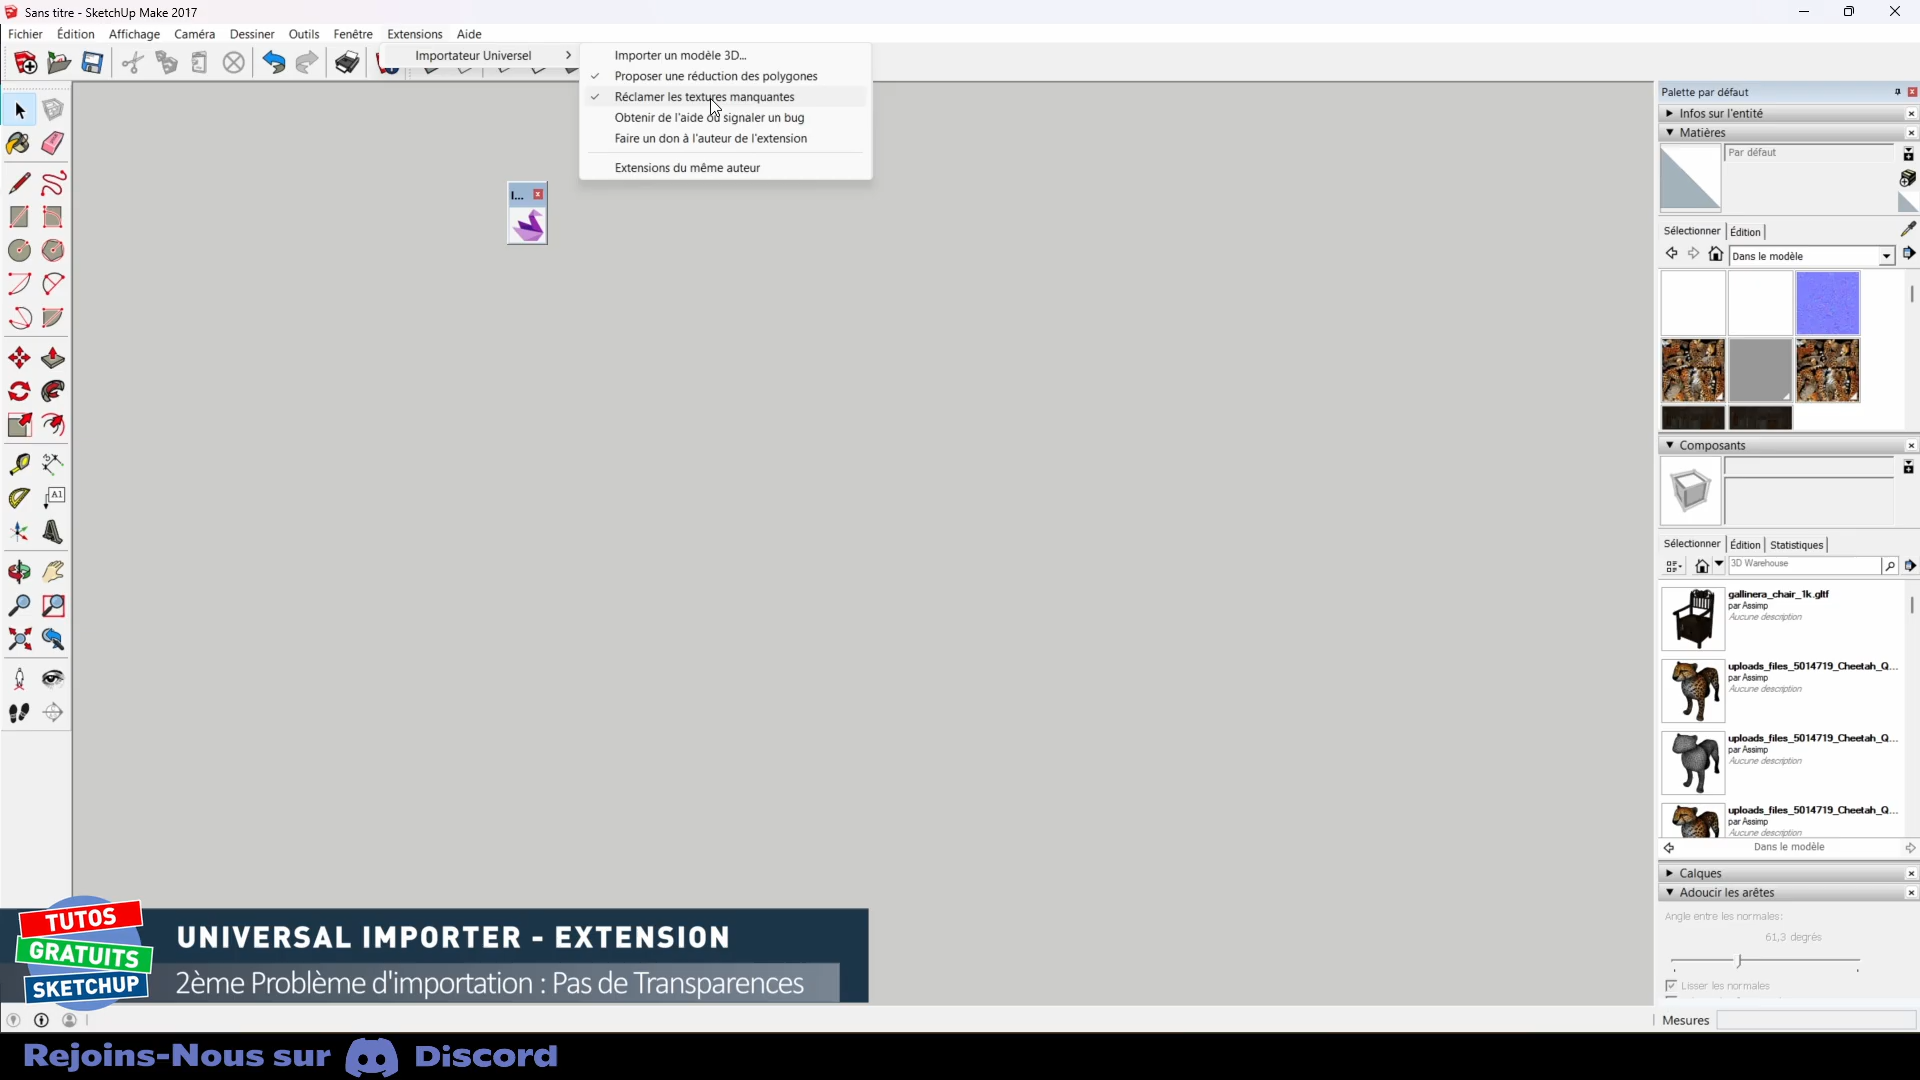 Sans titre - SketchUp Make 2017
Fichier Édition Affichage Caméra Dessiner Outils Fenêtre Extensions Aide
Importateur Universel
Importer un modèle 3D...
Proposer une réduction des polygones
Réclamer les textures manquantes
Obtenir de l'aide ou signaler un bug
Faire un don à l'auteur de l'extension
Extensions du même auteur
I...
A1
Palette par défaut
Infos sur l'entité
Matières
Par défaut
Sélectionner Édition
Dans le modèle
Composants
Sélectionner Édition Statistiques
3D Warehouse
gallinera_chair_1k.gltf
par Assimp
Aucune description
uploads_files_5014719_Cheetah_Q...
par Assimp
Aucune description
uploads_files_5014719_Cheetah_Q...
par Assimp
Aucune description
uploads_files_5014719_Cheetah_Q...
par Assimp
Aucune description
Dans le modèle
Calques
Adoucir les arêtes
Angle entre les normales:
61,3 degrés
Lisser les normales
Mesures
TUTOS
GRATUITS
SKETCHUP
UNIVERSAL IMPORTER - EXTENSION
2ème Problème d'importation : Pas de Transparences
Rejoins-Nous sur Discord